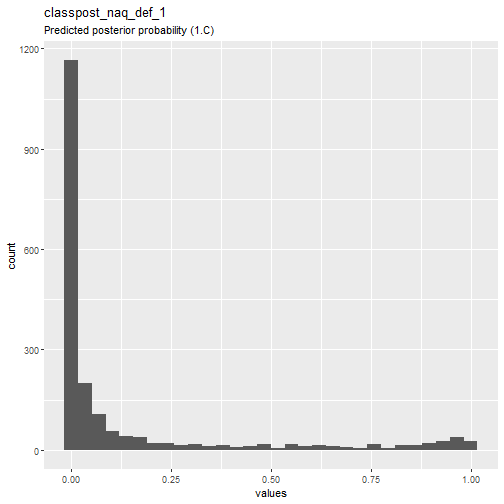 classpost_naq_def_1
Predicted posterior probability (1.C)
1200
900
600
300
0
count
0.00 0.25 0.50 0.75 1.00
values